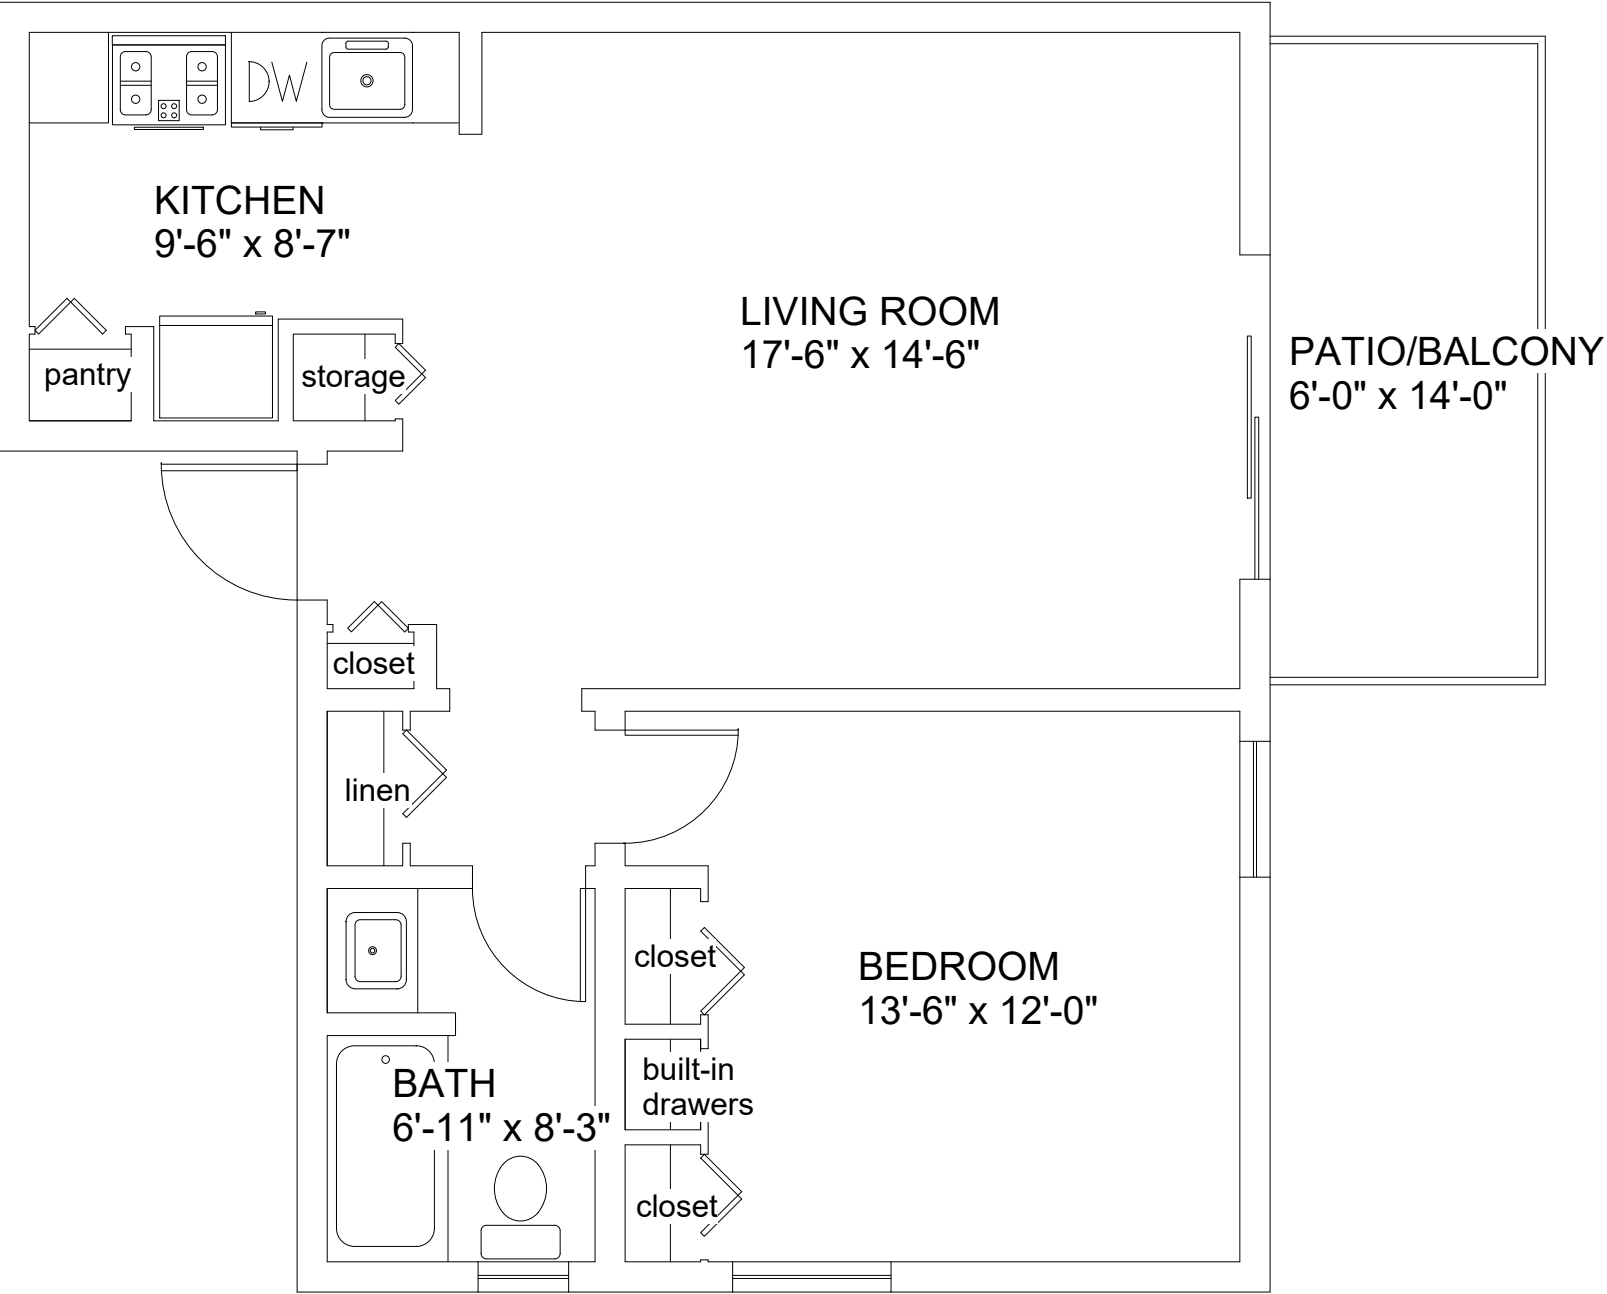 DW
KITCHEN
9'-6" x 8'-7"
LIVING ROOM
17'-6" x 14'-6"
PATIO/BALCONY
6'-0" x 14'-0"
pantry
storage
closet
linen
closet
BEDROOM
13'-6" x 12'-0"
BATH
6'-11" x 8'-3"
built-in
drawers
closet